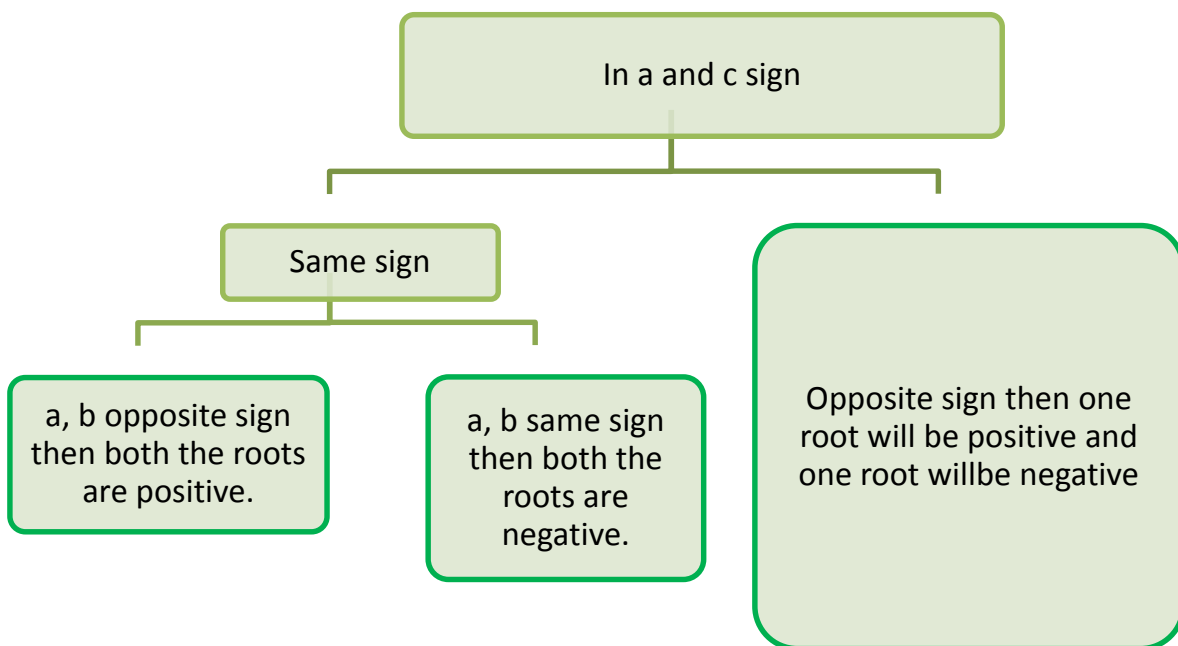 In a and c sign
Same sign
a, b opposite sign
then both the roots
are positive.
a, b same sign
then both the
roots are
negative.
Opposite sign then one
root will be positive and
one root willbe negative